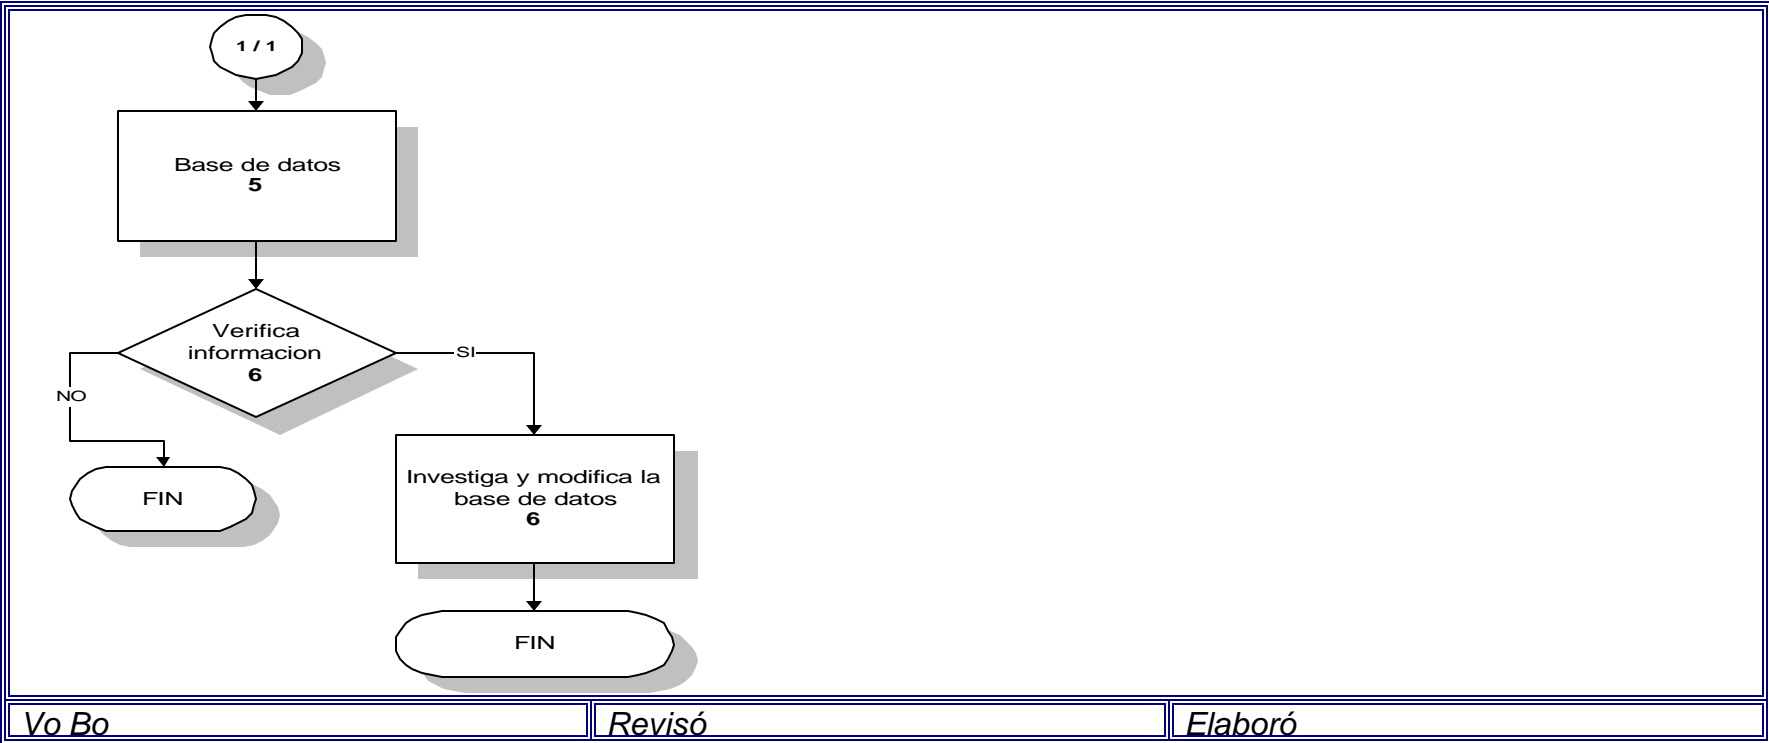 1 / 1
Base de datos
5
Verifica
informacion
6
SI
NO
Investiga y modifica la
base de datos
6
FIN
FIN
Vo Bo
Revisó
Elaboró